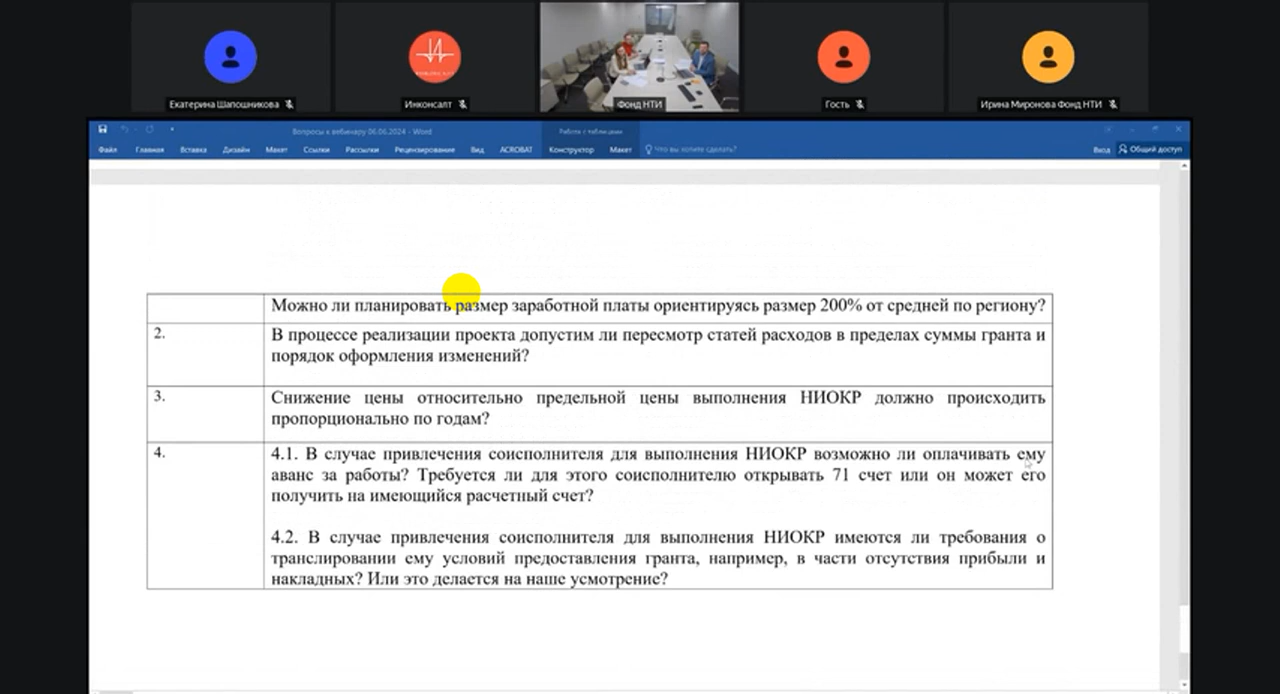 Екатерина Шапошникова
Инконсалт
Фонд НТИ
Гость
Ирина Миронова Фонд НТИ
Вопросы к вебинару 06.06.2024 - Word
Работа с таблицами
Файл Главная Вставка Дизайн Макет Ссылки Рассылки Рецензирование Вид ACROBAT Конструктор Макет Что вы хотите сделать? Вход Общий доступ
Можно ли планировать размер заработной платы ориентируясь размер 200% от средней по региону?
2. В процессе реализации проекта допустим ли пересмотр статей расходов в пределах суммы гранта и
порядок оформления изменений?
3. Снижение цены относительно предельной цены выполнения НИОКР должно происходить
пропорционально по годам?
4. 4.1. В случае привлечения соисполнителя для выполнения НИОКР возможно ли оплачивать ему
аванс за работы? Требуется ли для этого соисполнителю открывать 71 счет или он может его
получить на имеющийся расчетный счет?
4.2. В случае привлечения соисполнителя для выполнения НИОКР имеются ли требования о
транслировании ему условий предоставления гранта, например, в части отсутствия прибыли и
накладных? Или это делается на наше усмотрение?